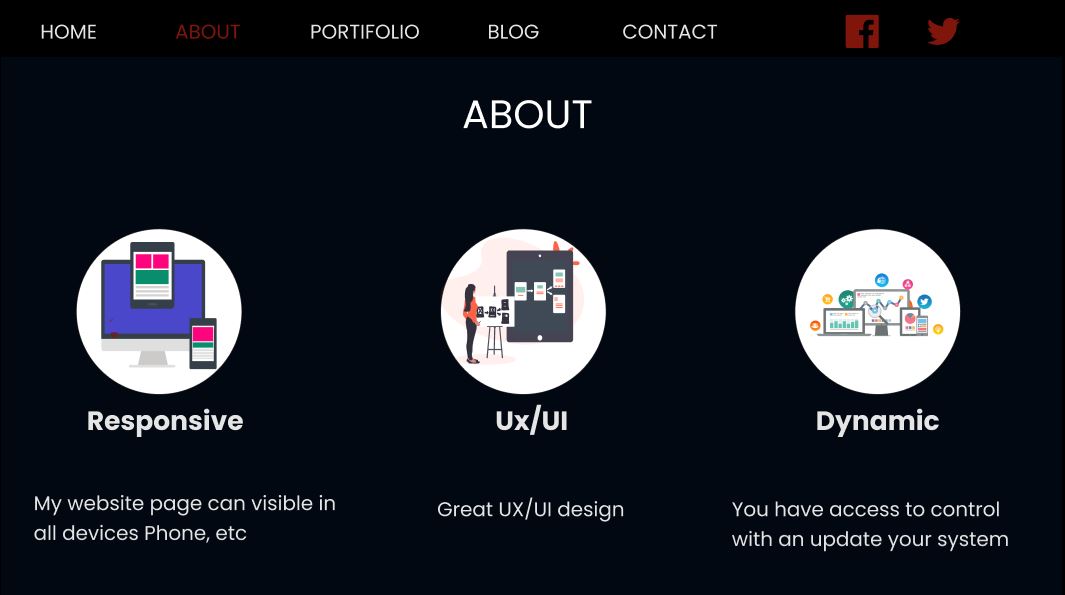 HOME ABOUT PORTIFOLIO BLOG CONTACT
ABOUT
Responsive Ux/UI Dynamic
My website page can visible in
all devices Phone, etc
Great UX/UI design
You have access to control
with an update your system